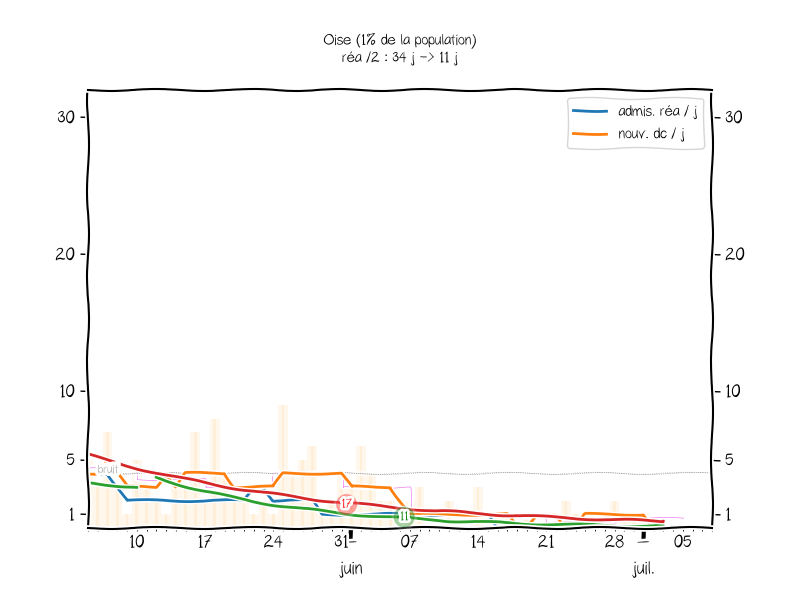 Oise (1% de la population)
réa /2 : 34 j -> 11 j
admis. réa / j
nouv. dc / j
30
30
20
20
10
10
5
5
bruit
17
11
1
1
10 17 24 31 07 14 21 28 05
juin juil.